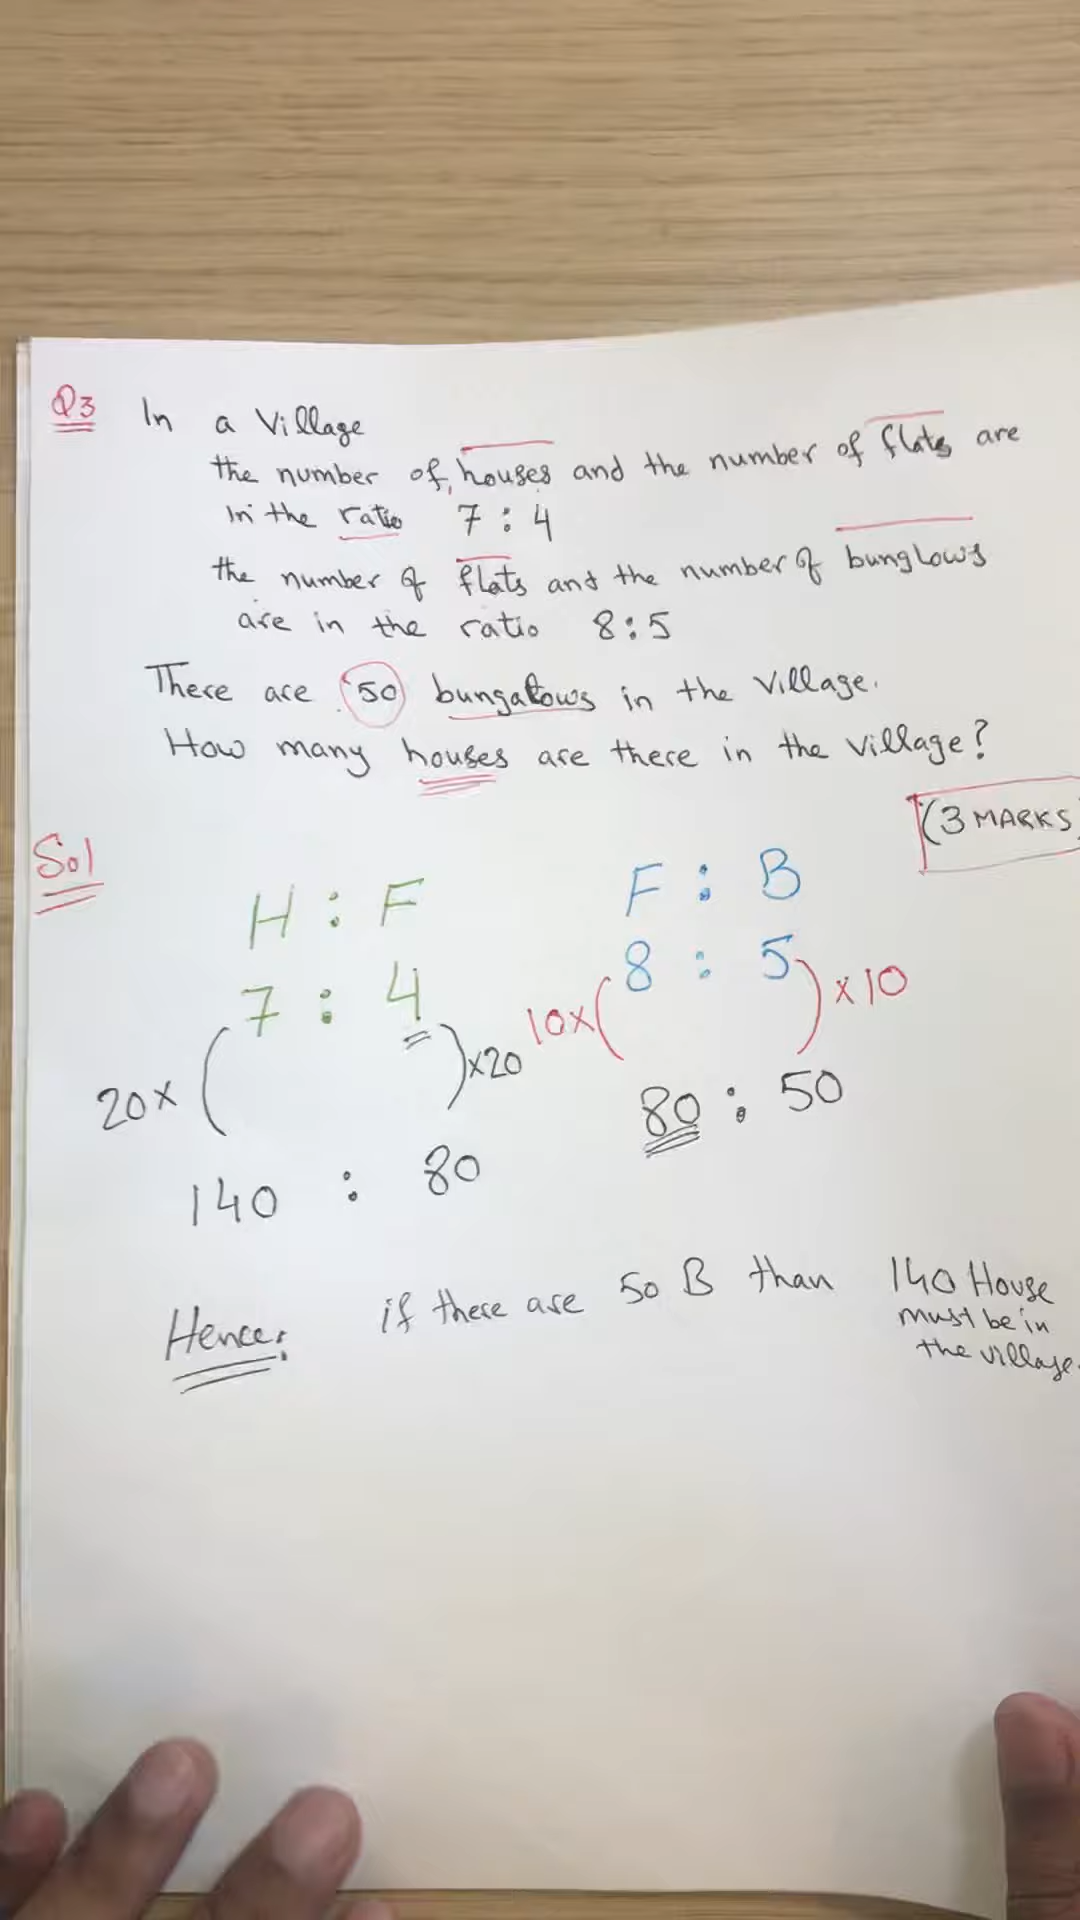 Q3 In a Village
the number of houses and the number of flats are
in the ratio 7 : 4
the number of flats and the number of bunglows
are in the ratio 8:5
There are 50 bungalows in the village.
How many houses are there in the village?
(3 MARKS)
Sol
H : F
7 : 4
20x ( ) x20
140 : 80
F : B
8 : 5
10x ( ) x10
80 : 50
Hence: if there are 50 B than 140 House
must be in
the village.